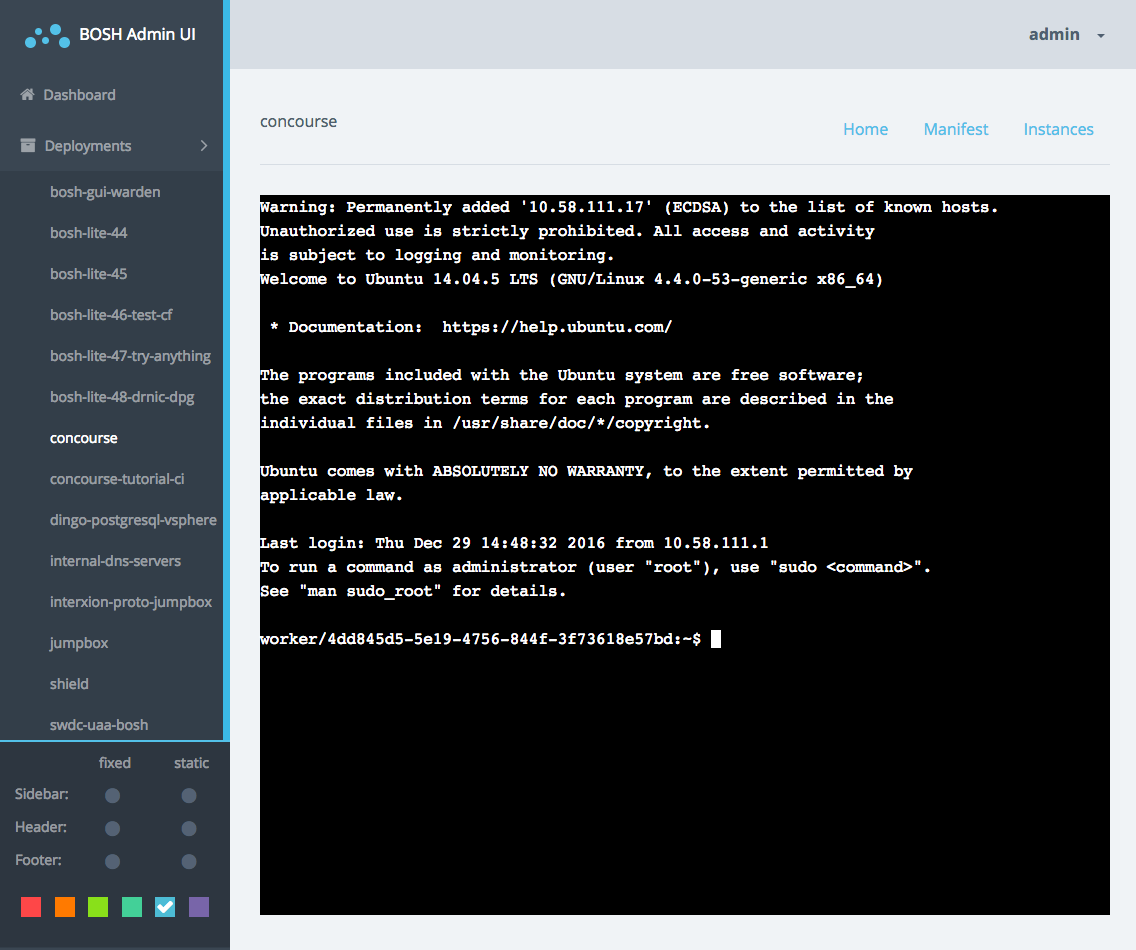 BOSH Admin UI
admin
Dashboard
Deployments
bosh-gui-warden
bosh-lite-44
bosh-lite-45
bosh-lite-46-test-cf
bosh-lite-47-try-anything
bosh-lite-48-drnic-dpg
concourse
concourse-tutorial-ci
dingo-postgresql-vsphere
internal-dns-servers
interxion-proto-jumpbox
jumpbox
shield
swdc-uaa-bosh
fixed static
Sidebar:
Header:
Footer:
concourse
Home Manifest Instances
Warning: Permanently added '10.58.111.17' (ECDSA) to the list of known hosts.
Unauthorized use is strictly prohibited. All access and activity
is subject to logging and monitoring.
Welcome to Ubuntu 14.04.5 LTS (GNU/Linux 4.4.0-53-generic x86_64)
* Documentation:  https://help.ubuntu.com/
The programs included with the Ubuntu system are free software;
the exact distribution terms for each program are described in the
individual files in /usr/share/doc/*/copyright.
Ubuntu comes with ABSOLUTELY NO WARRANTY, to the extent permitted by
applicable law.
Last login: Thu Dec 29 14:48:32 2016 from 10.58.111.1
To run a command as administrator (user "root"), use "sudo <command>".
See "man sudo_root" for details.
worker/4dd845d5-5e19-4756-844f-3f73618e57bd:~$